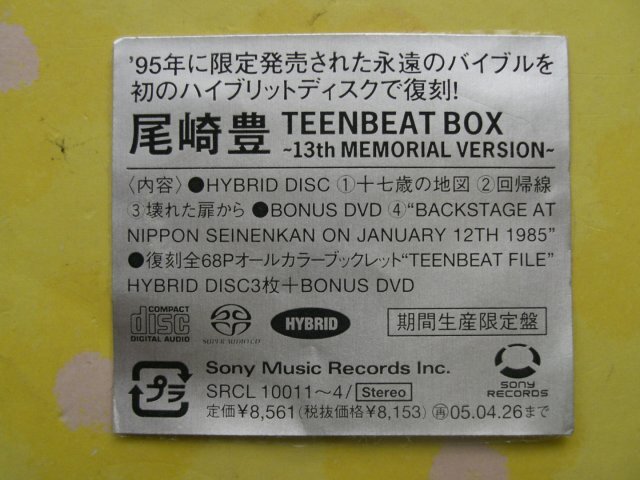 '95年に限定発売された永遠のバイブルを
初のハイブリットディスクで復刻!
尾崎豊 TEENBEAT BOX
~13th MEMORIAL VERSION~
〈内容〉●HYBRID DISC ①十七歳の地図 ②回帰線
③壊れた扉から ●BONUS DVD ④“BACKSTAGE AT
NIPPON SEINENKAN ON JANUARY 12TH 1985”
●復刻全68Pオールカラーブックレット“TEENBEAT FILE”
HYBRID DISC3枚＋BONUS DVD
COMPACT
disc
DIGITAL AUDIO
SUPER AUDIO CD
HYBRID
期間生産限定盤
プラ
Sony Music Records Inc.
SRCL 10011～4/ Stereo
定価¥8,561(税抜価格¥8,153) ㊢05.04.26まで
SONY
RECORDS